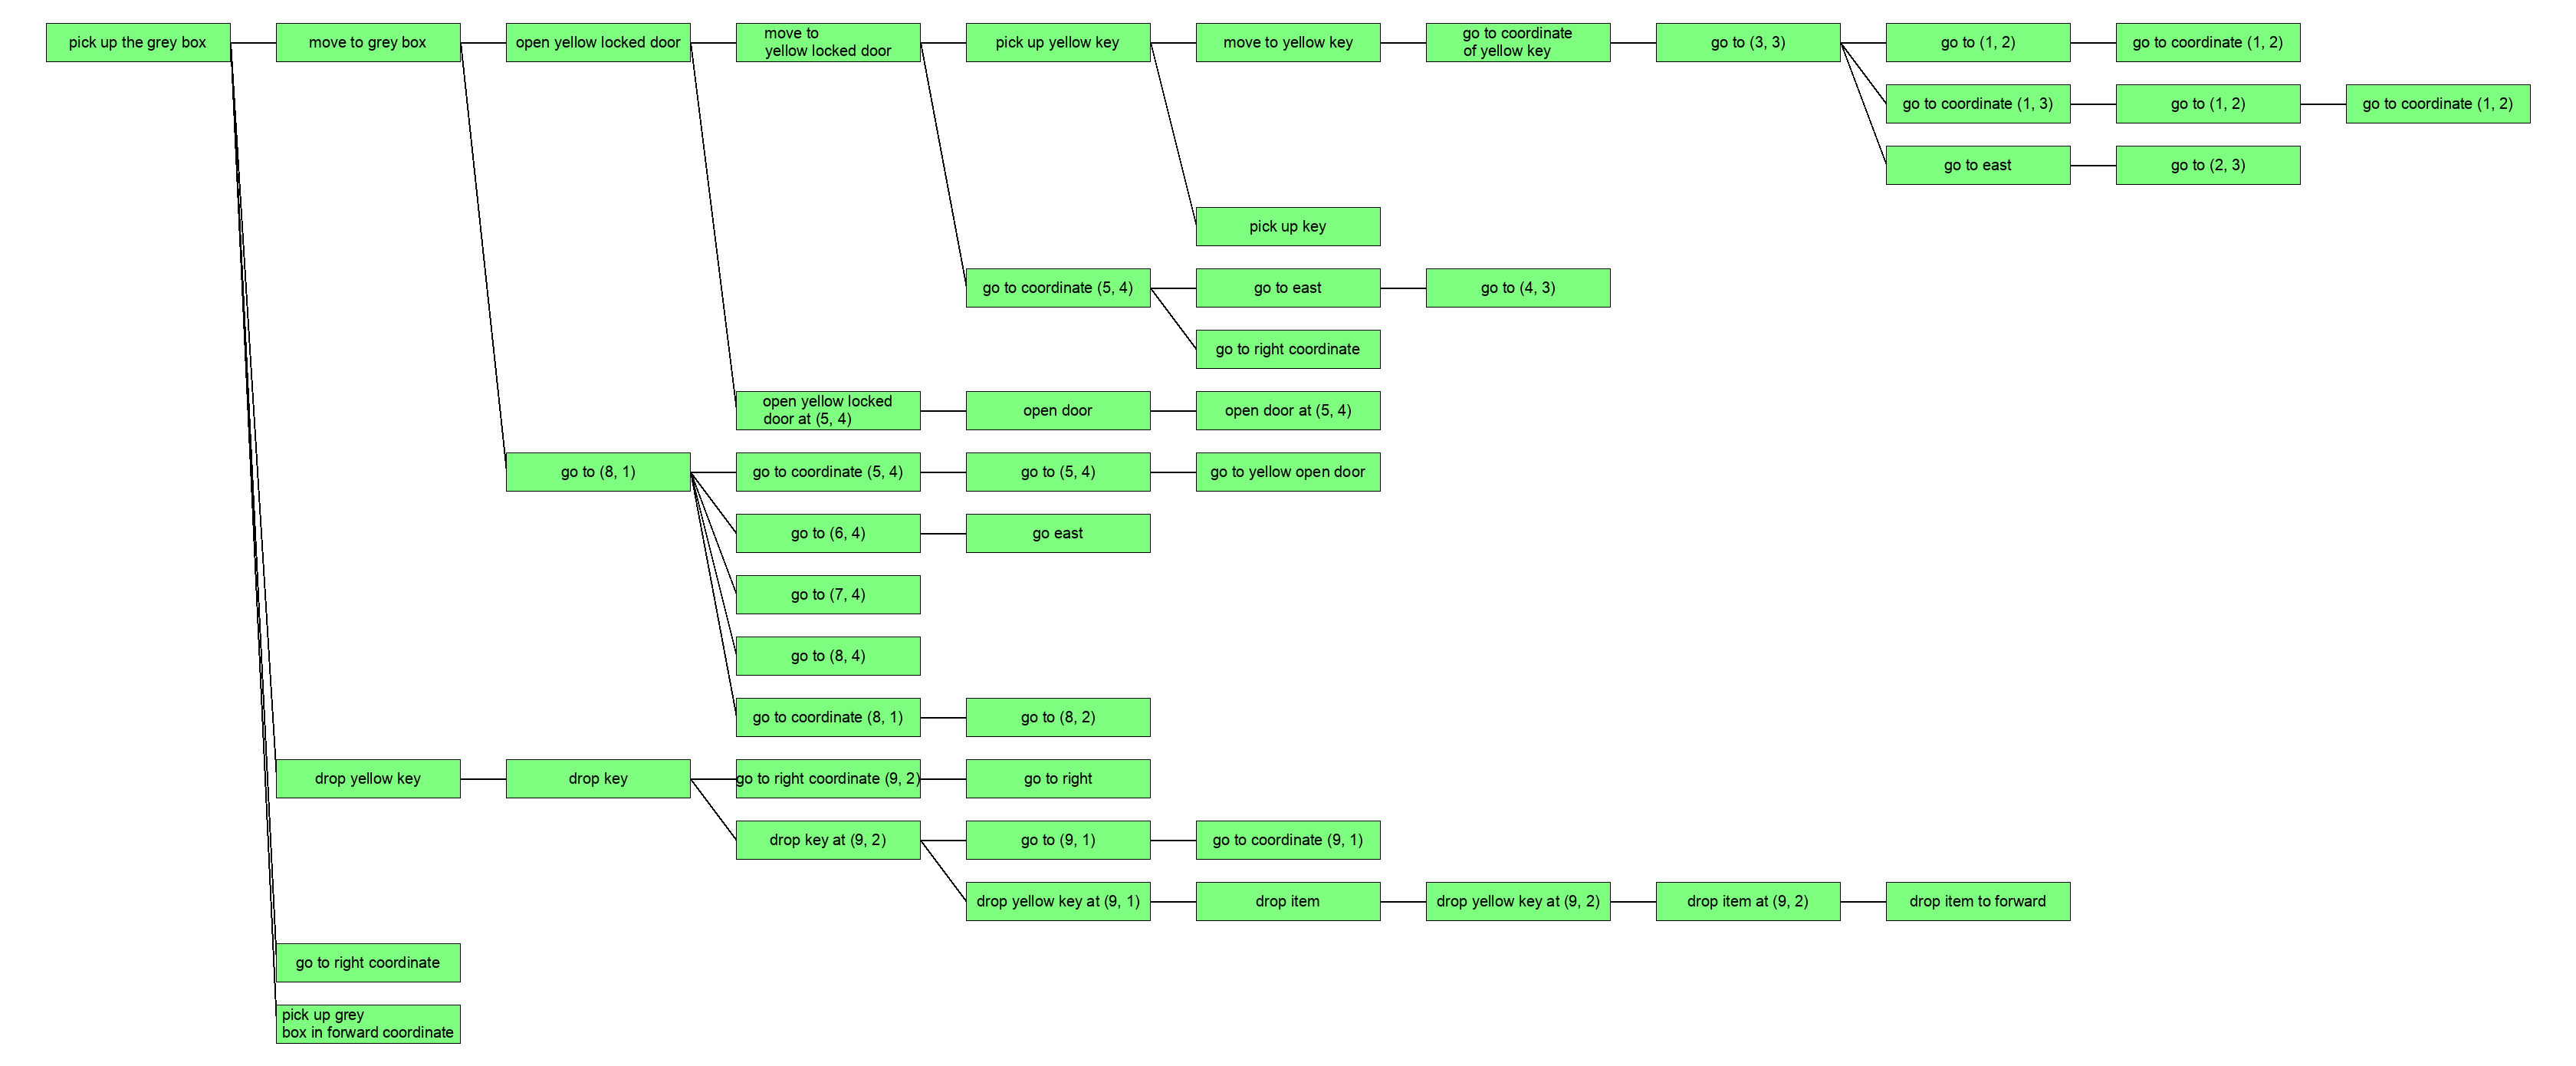 pick up the grey box
move to grey box
open yellow locked door
move to
yellow locked door
pick up yellow key
move to yellow key
go to coordinate
of yellow key
go to (3, 3)
go to (1, 2)
go to coordinate (1, 2)
go to coordinate (1, 3)
go to (1, 2)
go to coordinate (1, 2)
go to east
go to (2, 3)
pick up key
go to coordinate (5, 4)
go to east
go to (4, 3)
go to right coordinate
open yellow locked
door at (5, 4)
open door
open door at (5, 4)
go to (8, 1)
go to coordinate (5, 4)
go to (5, 4)
go to yellow open door
go to (6, 4)
go east
go to (7, 4)
go to (8, 4)
go to coordinate (8, 1)
go to (8, 2)
drop yellow key
drop key
go to right coordinate (9, 2)
go to right
drop key at (9, 2)
go to (9, 1)
go to coordinate (9, 1)
drop yellow key at (9, 1)
drop item
drop yellow key at (9, 2)
drop item at (9, 2)
drop item to forward
go to right coordinate
pick up grey
box in forward coordinate